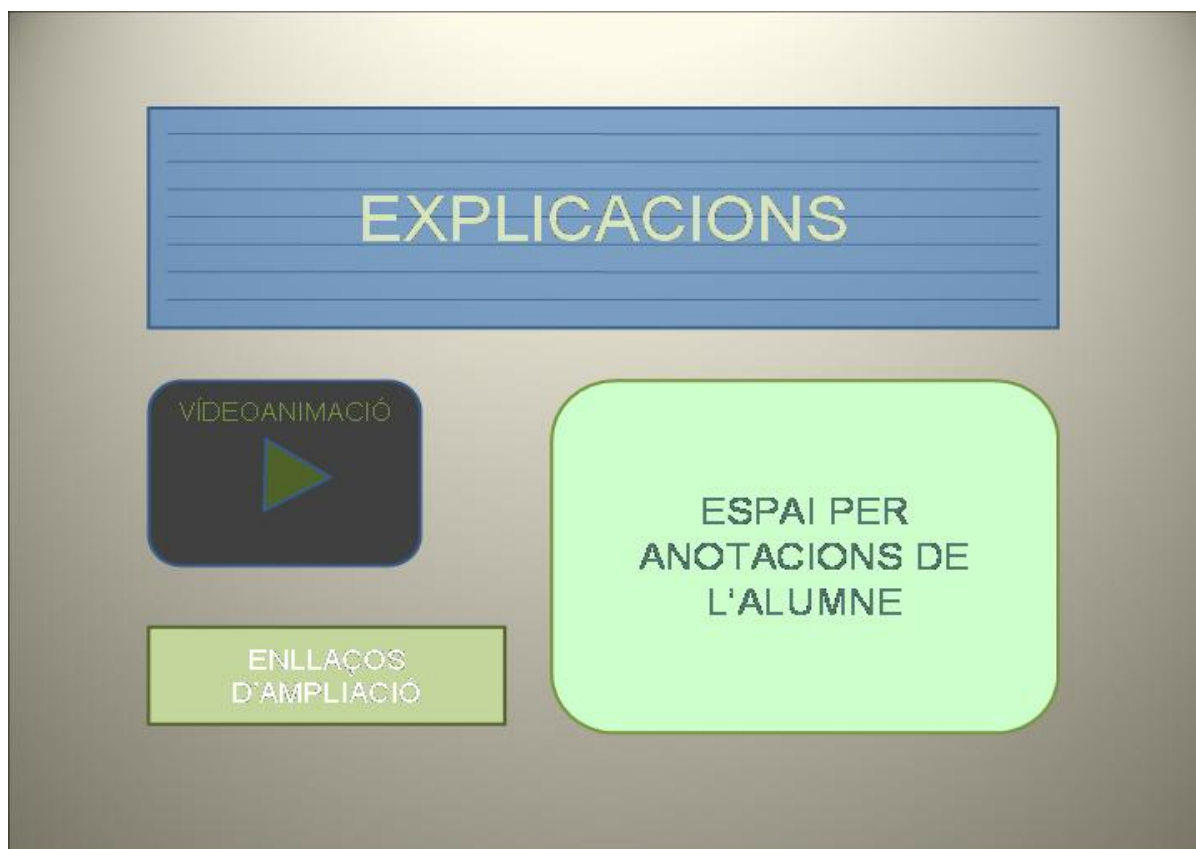 EXPLICACIONS
VÍDEOANIMACIÓ
ESPAI PER
ANOTACIONS DE
L'ALUMNE
ENLLAÇOS
D'AMPLIACIÓ